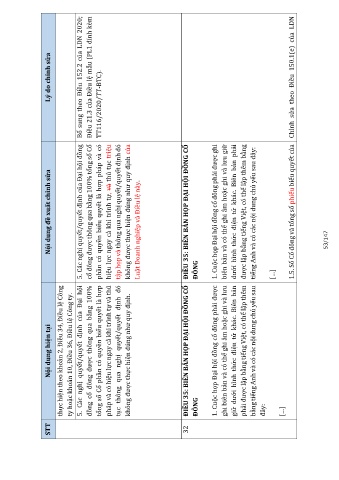 STT
Nội dung hiện tại
Nội dung đề xuất chỉnh sửa
Lý do chỉnh sửa
thực hiện theo khoản 2, Điều 36, Điều lệ Công
ty hoặc khoản 10, Điều 36, Điều lệ Công ty.
5. Các nghị quyết/quyết định của Đại hội
đồng cổ đông được thông qua bằng 100%
tổng số Cổ phần có quyền biểu quyết là hợp
pháp và có hiệu lực ngay cả khi trình tự và thủ
tục thông qua nghị quyết/quyết định đó
không được thực hiện đúng như quy định.
5. Các nghị quyết/quyết định của Đại hội đồng
cổ đông được thông qua bằng 100% tổng số Cổ
phần có quyền biểu quyết là hợp pháp và có
hiệu lực ngay cả khi trình tự, và thủ tục triệu
tập họp và thông qua nghị quyết/quyết định đó
không được thực hiện đúng như quy định của
Luật Doanh nghiệp và Điều lệ này.
Bổ sung theo Điều 152.2 của LDN 2020;
Điều 21.3 của Điều lệ mẫu (PL1 đính kèm
TT116/2020/TT-BTC).
32
ĐIỀU 35: BIÊN BẢN HỌP ĐẠI HỘI ĐỒNG CỔ
ĐÔNG
1. Cuộc họp Đại hội đồng cổ đông phải được
ghi biên bản và có thể ghi âm hoặc ghi và lưu
giữ dưới hình thức điện tử khác. Biên bản
phải được lập bằng tiếng Việt, có thể lập thêm
bằng tiếng Anh và có các nội dung chủ yếu sau
đây:
[...]
ĐIỀU 35: BIÊN BẢN HỌP ĐẠI HỘI ĐỒNG CỔ
ĐÔNG
1. Cuộc họp Đại hội đồng cổ đông phải được ghi
biên bản và có thể ghi âm hoặc ghi và lưu giữ
dưới hình thức điện tử khác. Biên bản phải
được lập bằng tiếng Việt, có thể lập thêm bằng
tiếng Anh và có các nội dung chủ yếu sau đây:
[...]
1.5. Số Cổ đông và tổng số phiếu biểu quyết của
Chỉnh sửa theo Điều 150.1(e) của LDN
53/147